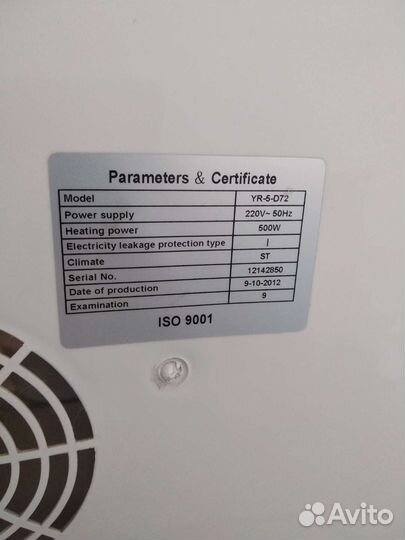 Parameters & Certificate
Model YR-5-D72
Power supply 220V~ 50Hz
Heating power 500W
Electricity leakage protection type I
Climate ST
Serial No. 12142850
Date of production 9-10-2012
Examination 9
ISO 9001
Avito